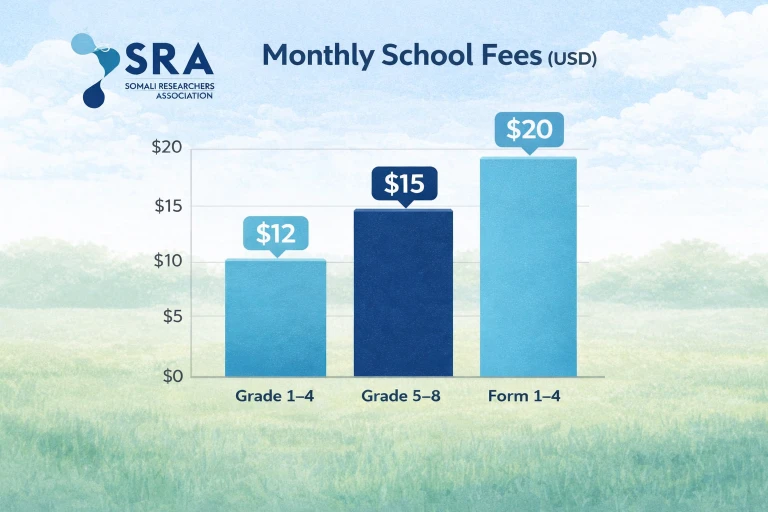 SRA
SOMALI RESEARCHERS
ASSOCIATION
Monthly School Fees (USD)
$20
$15
$10
$5
$0
$12
$15
$20
Grade 1–4
Grade 5–8
Form 1–4